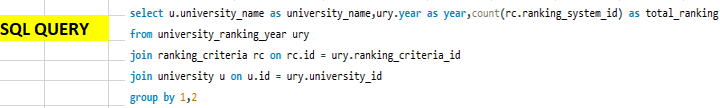 select u.university_name as university_name,ury.year as year,count(rc.ranking_system_id) as total_ranking
SQL QUERY
from university_ranking_year ury
join ranking_criteria rc on rc.id = ury.ranking_criteria_id
join university u on u.id = ury.university_id
group by 1,2